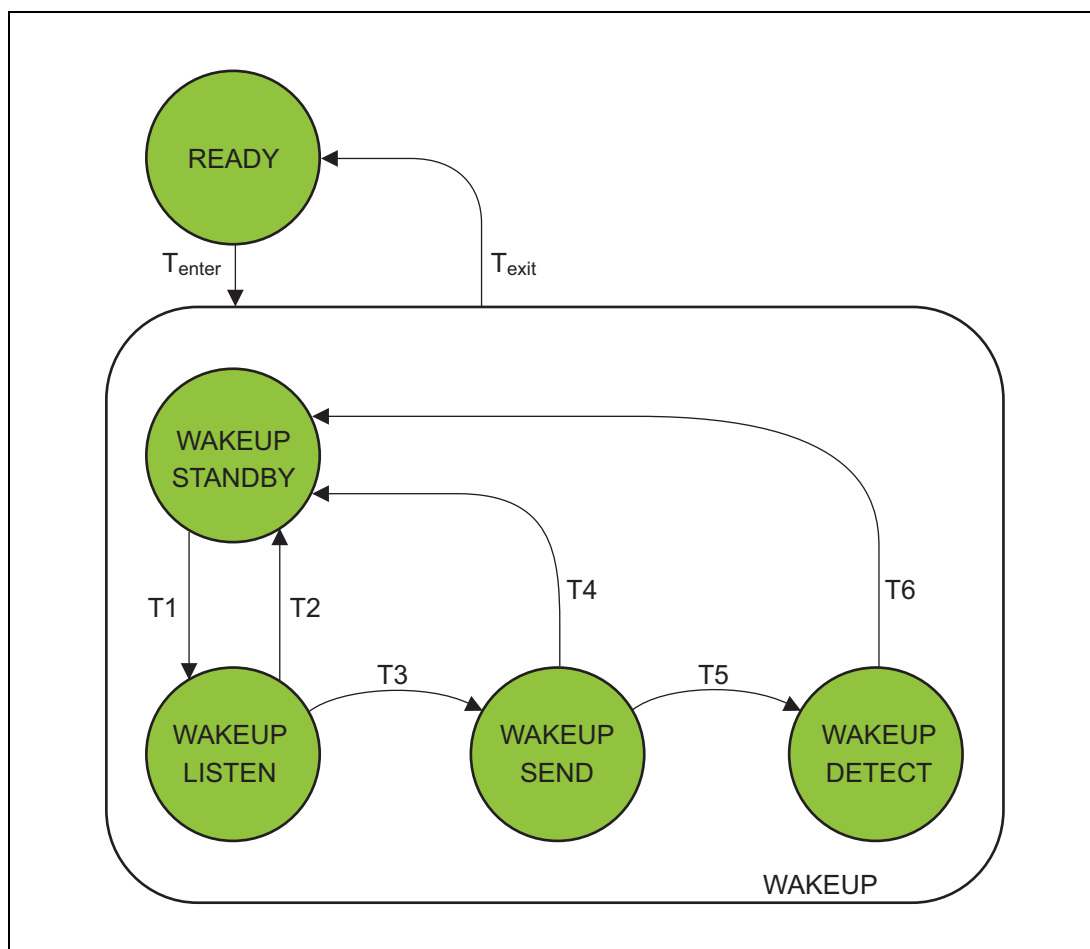 READY
Tenter
Texit
WAKEUP
STANDBY
T1
T2
T4
T6
T3
T5
WAKEUP
LISTEN
WAKEUP
SEND
WAKEUP
DETECT
WAKEUP